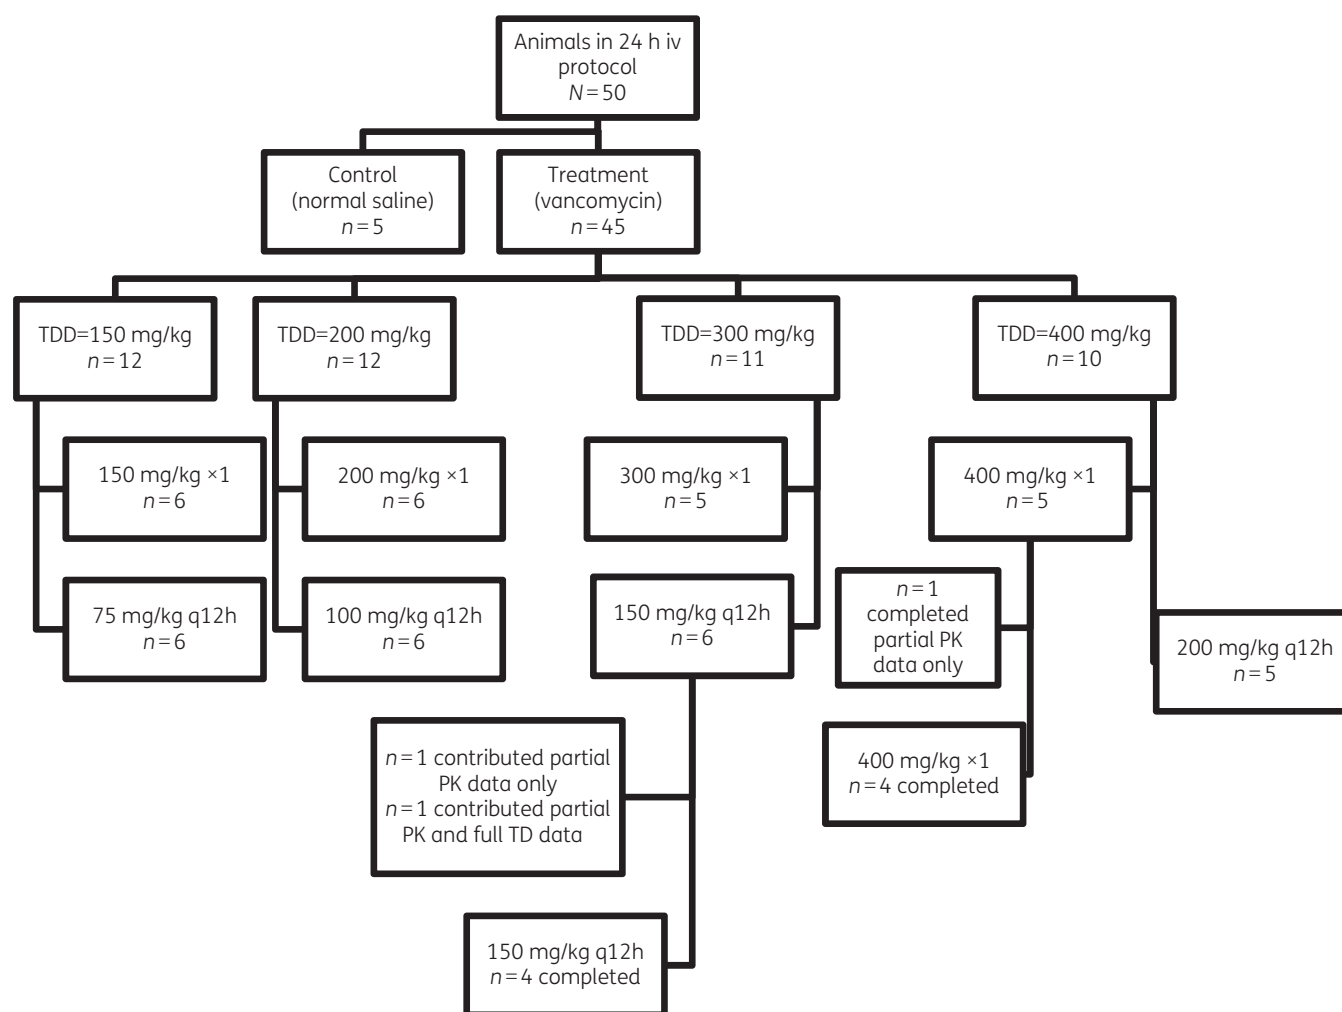 Animals in 24 h iv
protocol
N=50
Control
(normal saline)
n=5
Treatment
(vancomycin)
n=45
TDD=150 mg/kg
n=12
TDD=200 mg/kg
n=12
TDD=300 mg/kg
n=11
TDD=400 mg/kg
n=10
150 mg/kg ×1
n=6
200 mg/kg ×1
n=6
300 mg/kg ×1
n=5
400 mg/kg ×1
n=5
75 mg/kg q12h
n=6
100 mg/kg q12h
n=6
150 mg/kg q12h
n=6
n=1
completed
partial PK
data only
200 mg/kg q12h
n=5
n=1 contributed partial
PK data only
n=1 contributed partial
PK and full TD data
400 mg/kg ×1
n=4 completed
150 mg/kg q12h
n=4 completed